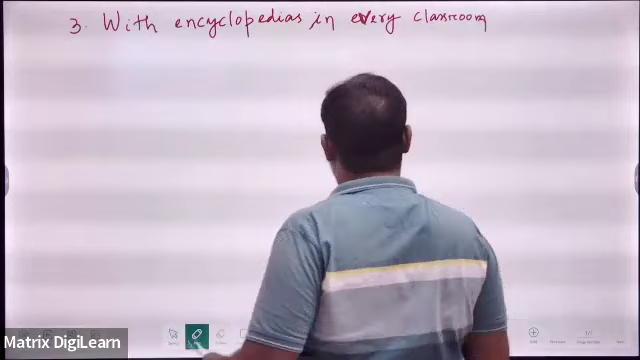 3. With encyclopedias in every classroom
Matrix DigiLearn